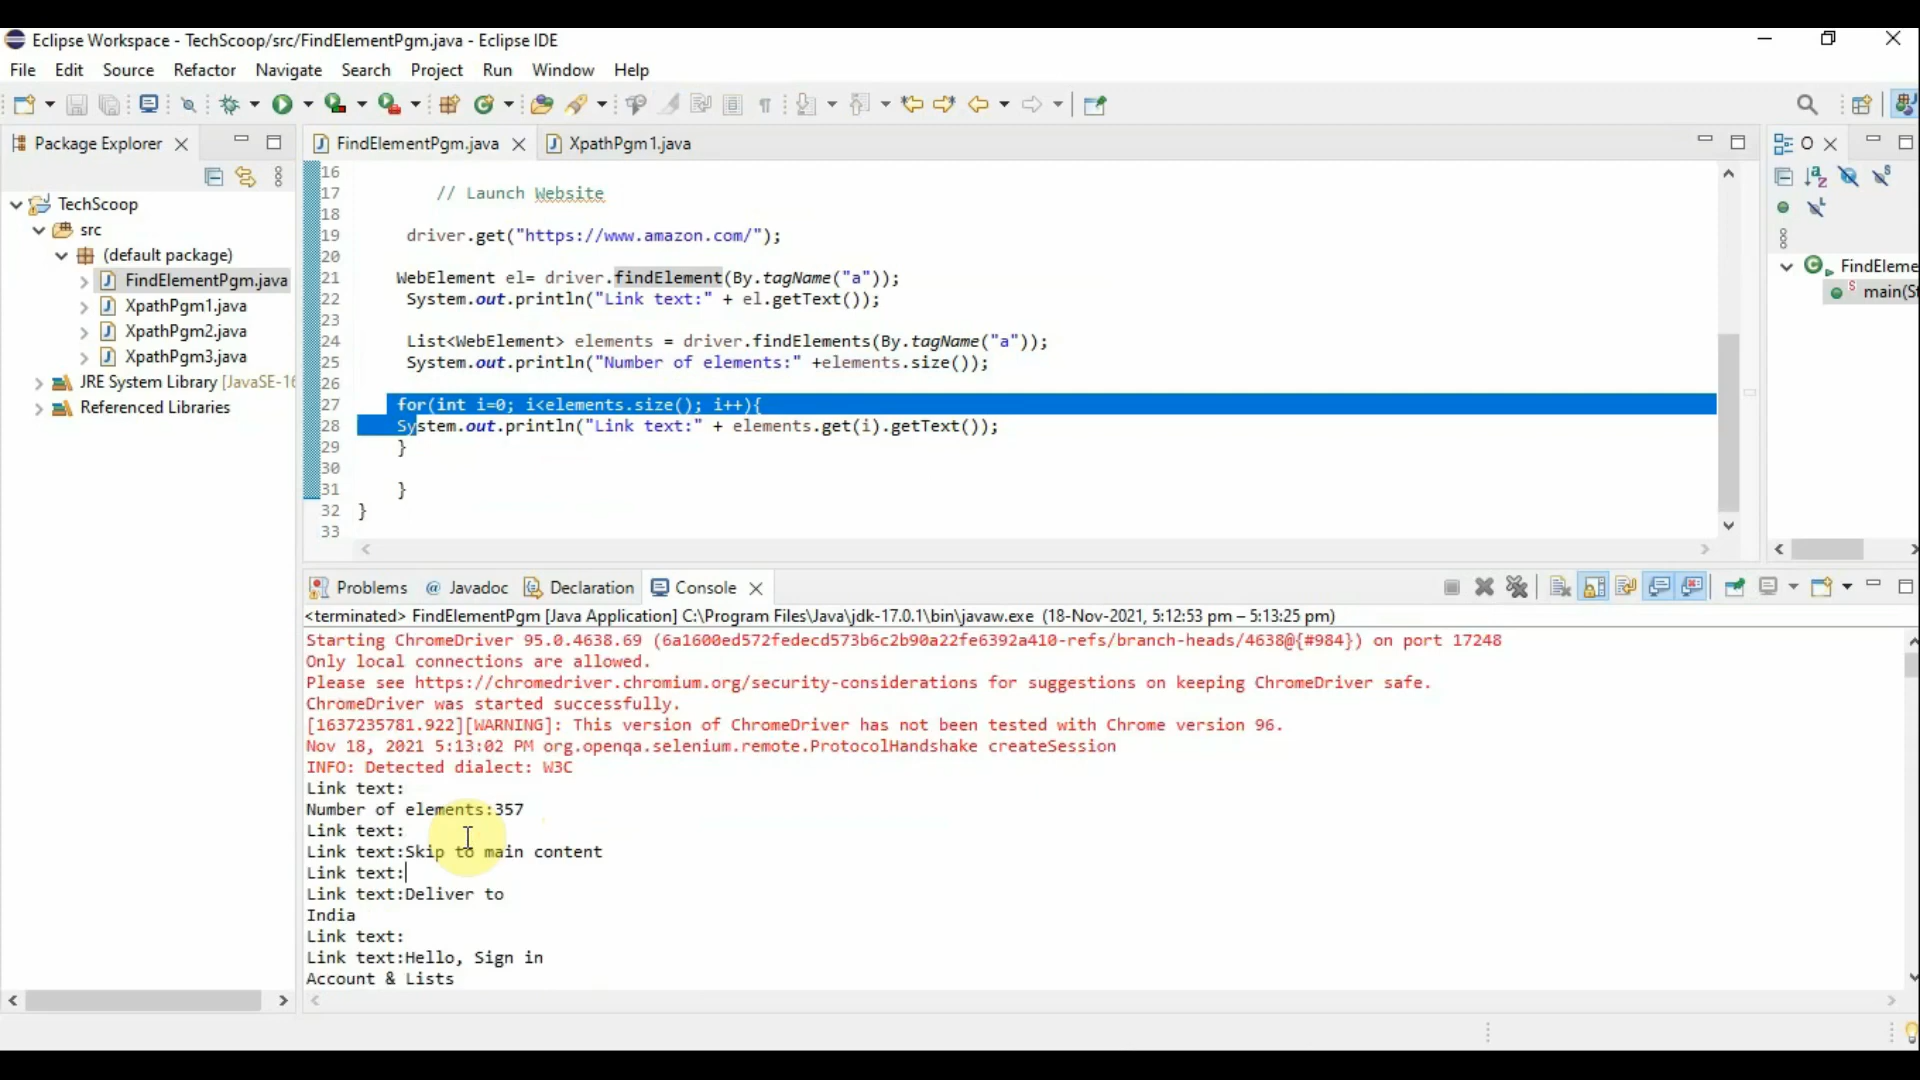 Eclipse Workspace - TechScoop/src/FindElementPgm.java - Eclipse IDE
File Edit Source Refactor Navigate Search Project Run Window Help
Package Explorer
FindElementPgm.java
XpathPgm1.java
O
TechScoop
src
(default package)
FindElementPgm.java
XpathPgm1.java
XpathPgm2.java
XpathPgm3.java
JRE System Library [JavaSE-16
Referenced Libraries
16
17 // Launch Website
18
19 driver.get("https://www.amazon.com/");
20
21 WebElement el= driver.findElement(By.tagName("a"));
22 System.out.println("Link text:" + el.getText());
23
24 List<WebElement> elements = driver.findElements(By.tagName("a"));
25 System.out.println("Number of elements:" +elements.size());
26
27 for(int i=0; i<elements.size(); i++){
28 System.out.println("Link text:" + elements.get(i).getText());
29 }
30
31 }
32 }
33
FindEleme
main(St
Problems @ Javadoc Declaration Console
<terminated> FindElementPgm [Java Application] C:\Program Files\Java\jdk-17.0.1\bin\javaw.exe (18-Nov-2021, 5:12:53 pm – 5:13:25 pm)
Starting ChromeDriver 95.0.4638.69 (6a1600ed572fedecd573b6c2b90a22fe6392a410-refs/branch-heads/4638@{#984}) on port 17248
Only local connections are allowed.
Please see https://chromedriver.chromium.org/security-considerations for suggestions on keeping ChromeDriver safe.
ChromeDriver was started successfully.
[1637235781.922][WARNING]: This version of ChromeDriver has not been tested with Chrome version 96.
Nov 18, 2021 5:13:02 PM org.openqa.selenium.remote.ProtocolHandshake createSession
INFO: Detected dialect: W3C
Link text:
Number of elements:357
Link text:
Link text:Skip to main content
Link text:
Link text:Deliver to
India
Link text:
Link text:Hello, Sign in
Account & Lists